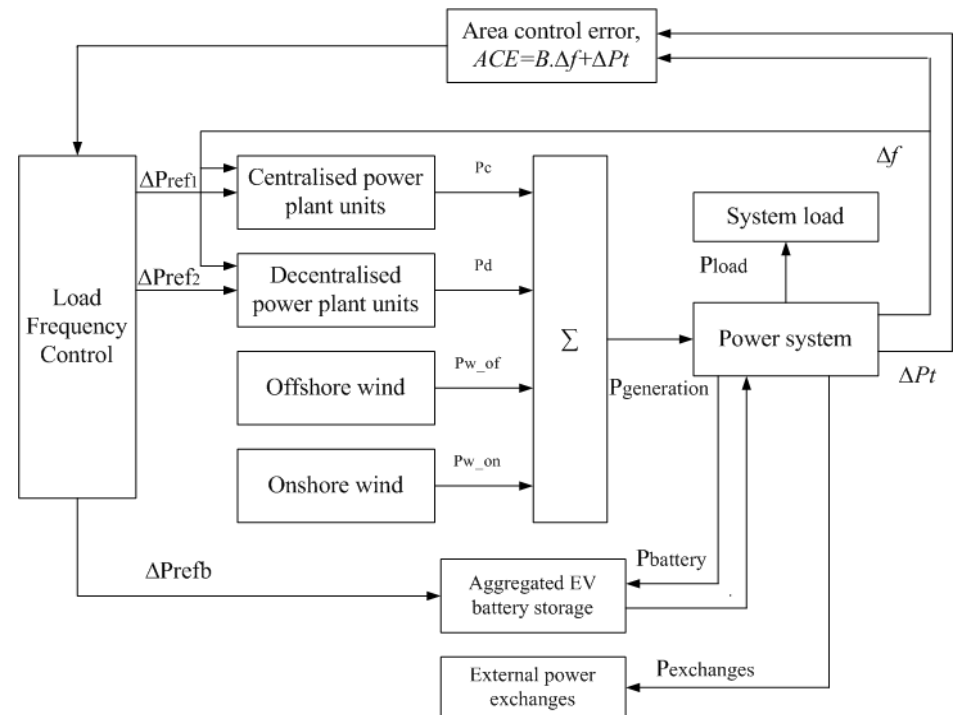 Area control error,
ACE=B.Δf+ΔPt
Δf
ΔPref1
Centralised power
plant units
Pc
System load
Pload
ΔPref2
Decentralised
power plant units
Pd
Load
Frequency
Control
Σ
Power system
ΔPt
Offshore wind
Pw_of
Pgeneration
Onshore wind
Pw_on
Pbattery
ΔPrefb
Aggregated EV
battery storage
External power
exchanges
Pexchanges